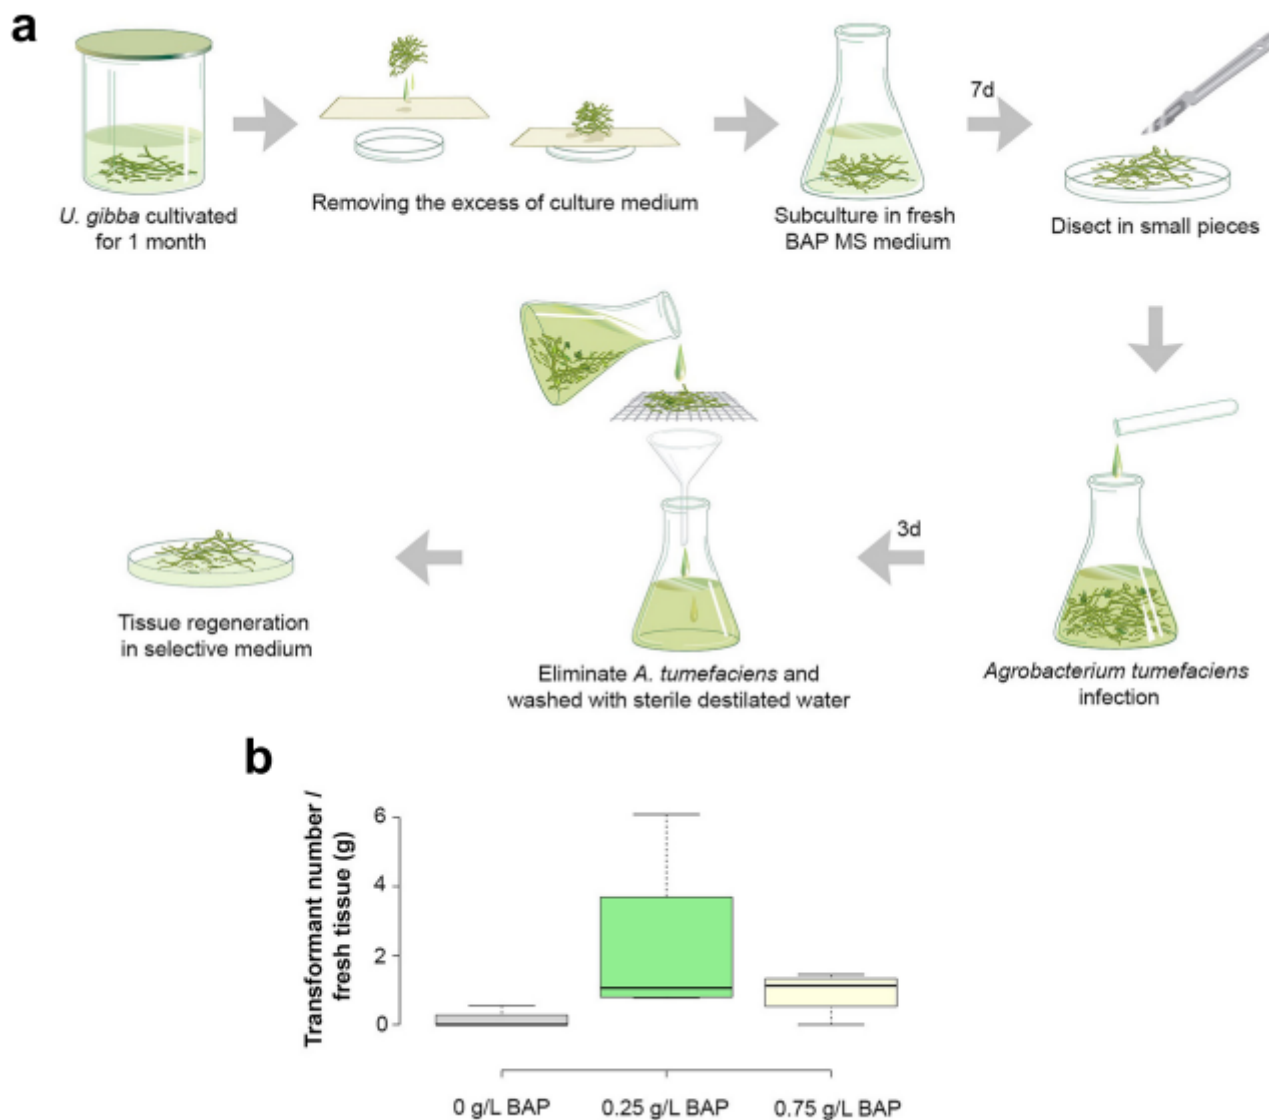 a
U. gibba cultivated
for 1 month
Removing the excess of culture medium
Subculture in fresh
BAP MS medium
7d
Disect in small pieces
Agrobacterium tumefaciens
infection
3d
Eliminate A. tumefaciens and
washed with sterile destilated water
Tissue regeneration
in selective medium
b
Transformant number /
fresh tissue (g)
6
4
2
0
0 g/L BAP
0.25 g/L BAP
0.75 g/L BAP